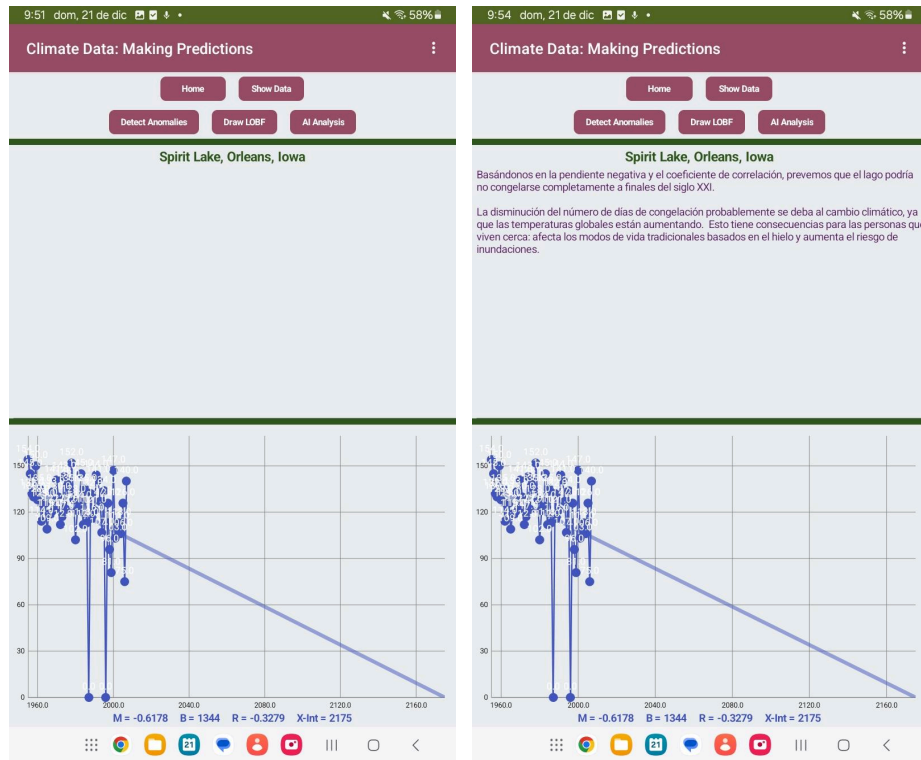 9:51 dom, 21 de dic
58%
Climate Data: Making Predictions
Home Show Data
Detect Anomalies Draw LOBF AI Analysis
Spirit Lake, Orleans, Iowa
150
120
90
60
30
0
1960.0 2000.0 2040.0 2080.0 2120.0 2160.0
M = -0.6178 B = 1344 R = -0.3279 X-Int = 2175
21
9:54 dom, 21 de dic
58%
Climate Data: Making Predictions
Home Show Data
Detect Anomalies Draw LOBF AI Analysis
Spirit Lake, Orleans, Iowa
Basándonos en la pendiente negativa y el coeficiente de correlación, prevemos que el lago podría
no congelarse completamente a finales del siglo XXI.
La disminución del número de días de congelación probablemente se deba al cambio climático, ya
que las temperaturas globales están aumentando. Esto tiene consecuencias para las personas que
viven cerca: afecta los modos de vida tradicionales basados en el hielo y aumenta el riesgo de
inundaciones.
150
120
90
60
30
0
1960.0 2000.0 2040.0 2080.0 2120.0 2160.0
M = -0.6178 B = 1344 R = -0.3279 X-Int = 2175
21